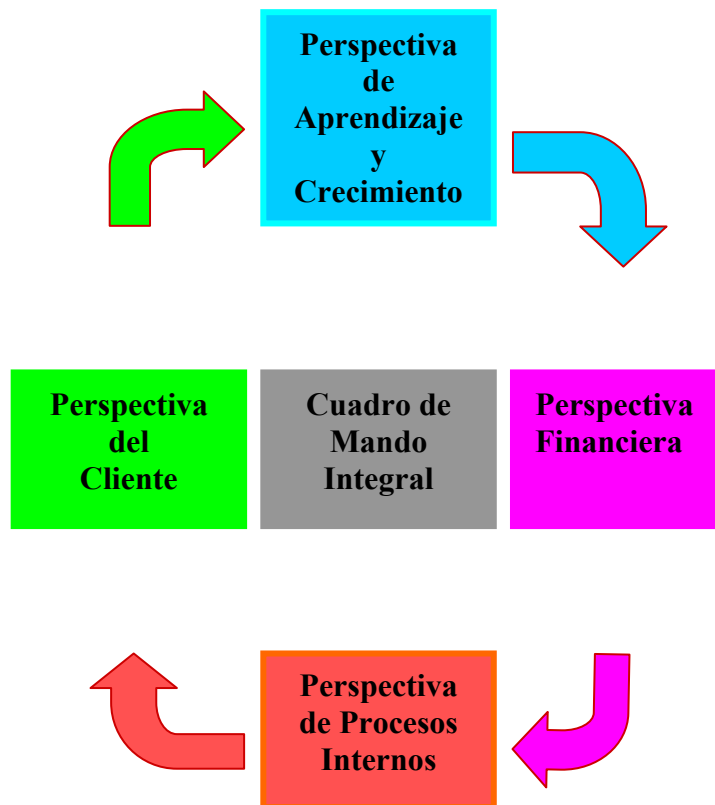 Perspectiva
de
Aprendizaje
y
Crecimiento
Perspectiva
del
Cliente
Cuadro de
Mando
Integral
Perspectiva
Financiera
Perspectiva
de Procesos
Internos